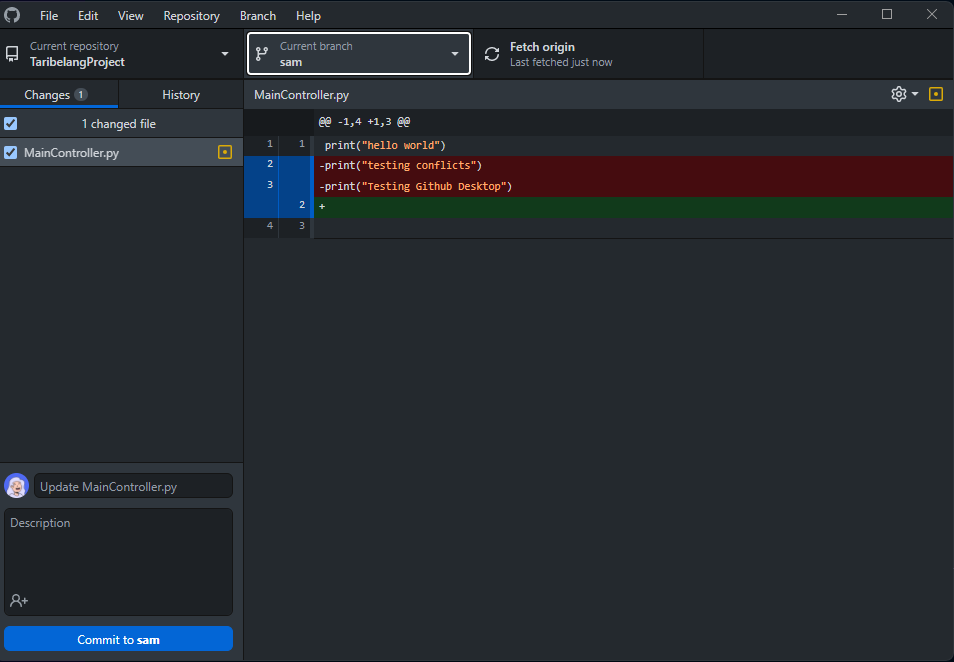 File Edit View Repository Branch Help
Current repository
TaribelangProject
Current branch
sam
Fetch origin
Last fetched just now
Changes 1 History
1 changed file
MainController.py
MainController.py
@@ -1,4 +1,3 @@
1 1 print("hello world")
2 -print("testing conflicts")
3 -print("Testing Github Desktop")
2 +
4 3
Update MainController.py
Description
Commit to sam